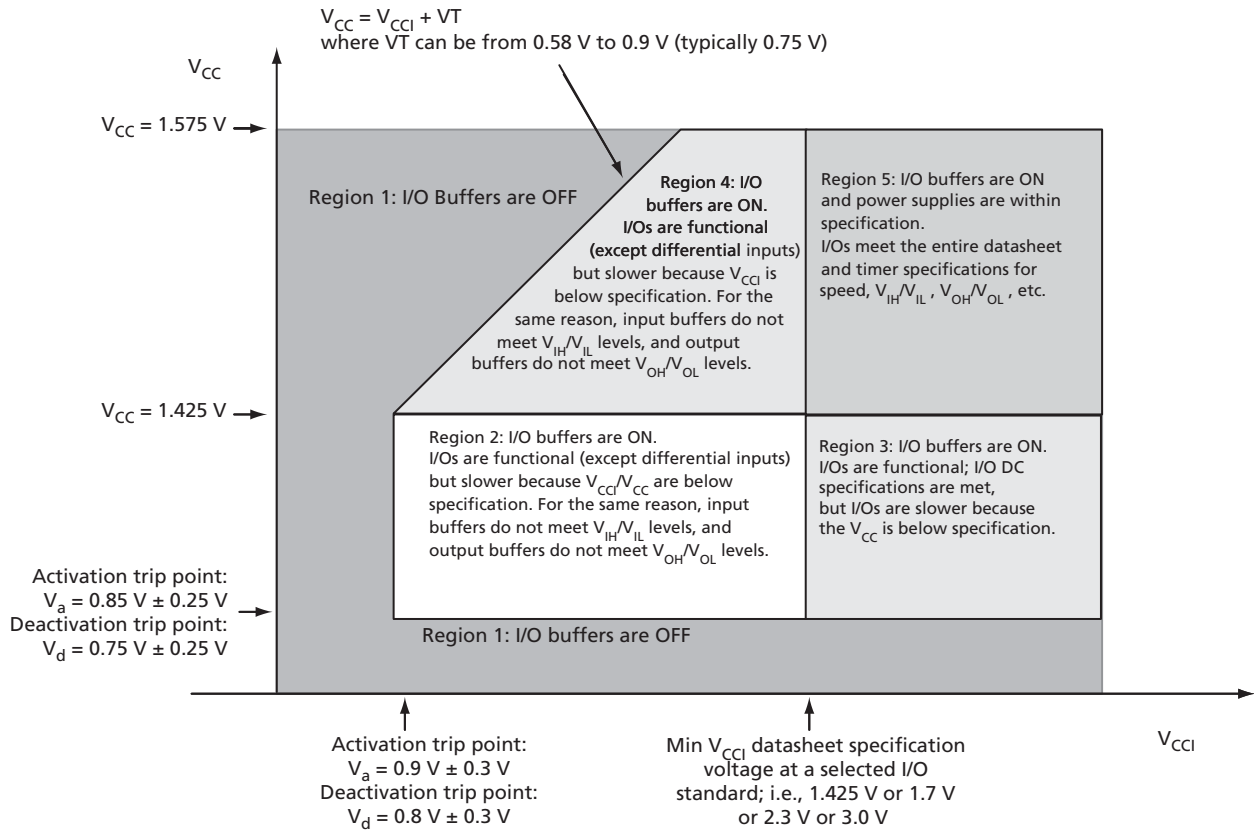 V_CC = V_CCI + VT
where VT can be from 0.58 V to 0.9 V (typically 0.75 V)
V_CC
V_CC = 1.575 V
Region 1: I/O Buffers are OFF
Region 4: I/O
buffers are ON.
I/Os are functional
(except differential inputs)
but slower because V_CCI is
below specification. For the
same reason, input buffers do not
meet V_IH/V_IL levels, and output
buffers do not meet V_OH/V_OL levels.
Region 5: I/O buffers are ON
and power supplies are within
specification.
I/Os meet the entire datasheet
and timer specifications for
speed, V_IH/V_IL , V_OH/V_OL , etc.
V_CC = 1.425 V
Region 2: I/O buffers are ON.
I/Os are functional (except differential inputs)
but slower because V_CCI/V_CC are below
specification. For the same reason, input
buffers do not meet V_IH/V_IL levels, and
output buffers do not meet V_OH/V_OL levels.
Region 3: I/O buffers are ON.
I/Os are functional; I/O DC
specifications are met,
but I/Os are slower because
the V_CC is below specification.
Activation trip point:
V_a = 0.85 V ± 0.25 V
Deactivation trip point:
V_d = 0.75 V ± 0.25 V
Region 1: I/O buffers are OFF
Activation trip point:
V_a = 0.9 V ± 0.3 V
Deactivation trip point:
V_d = 0.8 V ± 0.3 V
Min V_CCI datasheet specification
voltage at a selected I/O
standard; i.e., 1.425 V or 1.7 V
or 2.3 V or 3.0 V
V_CCI